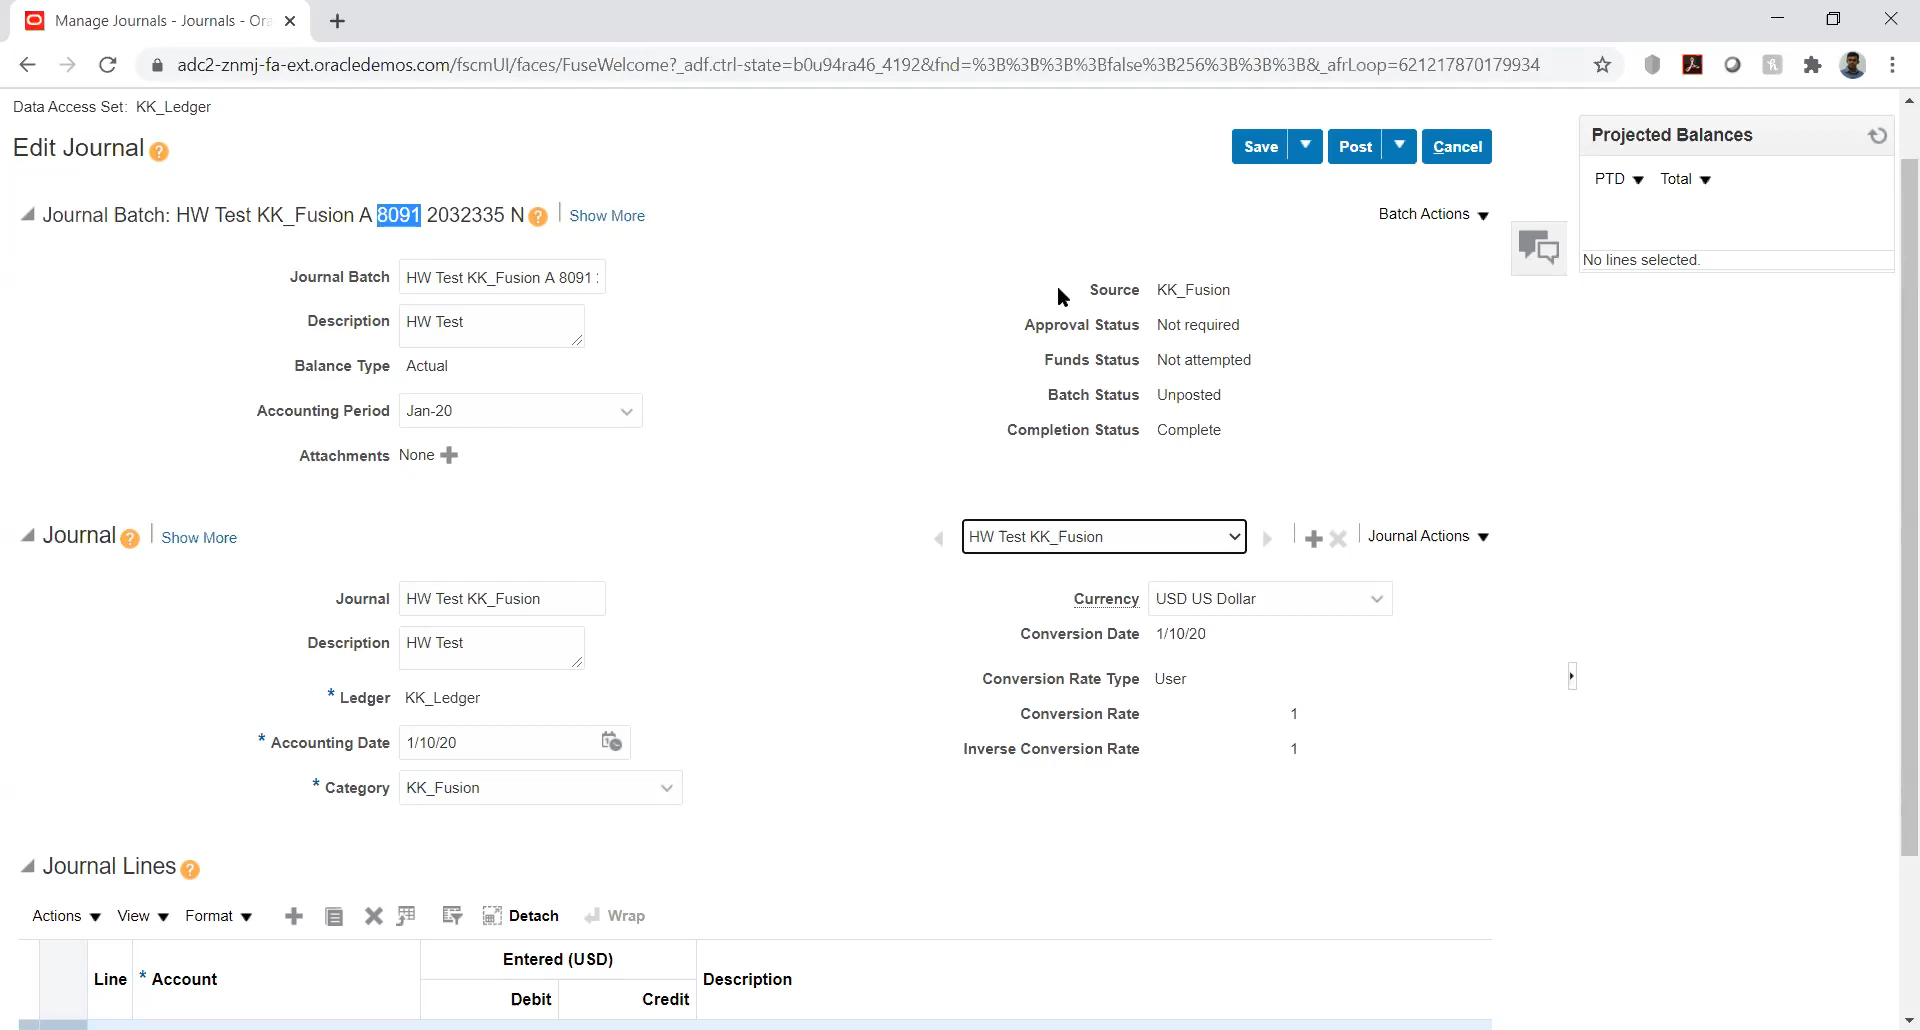 Manage Journals - Journals - Ora
adc2-znmj-fa-ext.oracledemos.com/fscmUI/faces/FuseWelcome?_adf.ctrl-state=b0u94ra46_4192&fnd=%3B%3B%3B%3Bfalse%3B256%3B%3B%3B&_afrLoop=621217870179934
Data Access Set: KK_Ledger
Edit Journal ?
Save Post Cancel
Projected Balances
PTD Total
No lines selected.
Journal Batch: HW Test KK_Fusion A 8091 2032335 N ? Show More
Batch Actions
Journal Batch HW Test KK_Fusion A 8091 :
Description HW Test
Balance Type Actual
Accounting Period Jan-20
Attachments None
Source KK_Fusion
Approval Status Not required
Funds Status Not attempted
Batch Status Unposted
Completion Status Complete
Journal ? Show More
HW Test KK_Fusion
Journal Actions
Journal HW Test KK_Fusion
Description HW Test
* Ledger KK_Ledger
* Accounting Date 1/10/20
* Category KK_Fusion
Currency USD US Dollar
Conversion Date 1/10/20
Conversion Rate Type User
Conversion Rate 1
Inverse Conversion Rate 1
Journal Lines ?
Actions View Format Detach Wrap
Line * Account Entered (USD) Description
Debit Credit